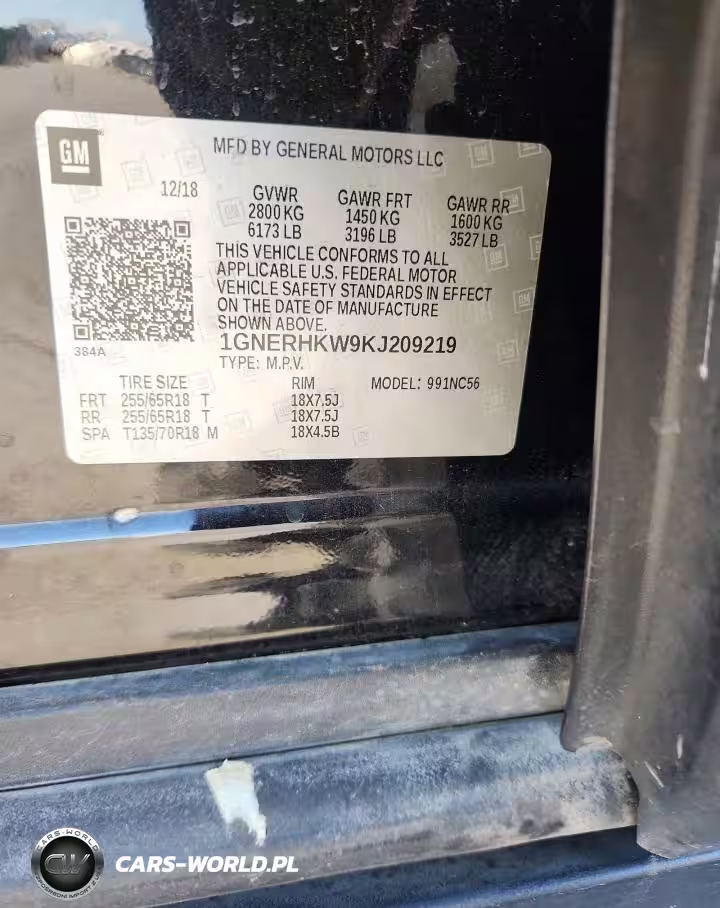 GM
MFD BY GENERAL MOTORS LLC
12/18
GVWR GAWR FRT GAWR RR
2800 KG 1450 KG 1600 KG
6173 LB 3196 LB 3527 LB
THIS VEHICLE CONFORMS TO ALL
APPLICABLE U.S. FEDERAL MOTOR
VEHICLE SAFETY STANDARDS IN EFFECT
ON THE DATE OF MANUFACTURE
SHOWN ABOVE.
384A
1GNERHKW9KJ209219
TYPE: M.P.V.
TIRE SIZE RIM MODEL: 991NC56
FRT 255/65R18 T 18X7.5J
RR 255/65R18 T 18X7.5J
SPA T135/70R18 M 18X4.5B
CARS-WORLD
CW
CARS-WORLD.PL